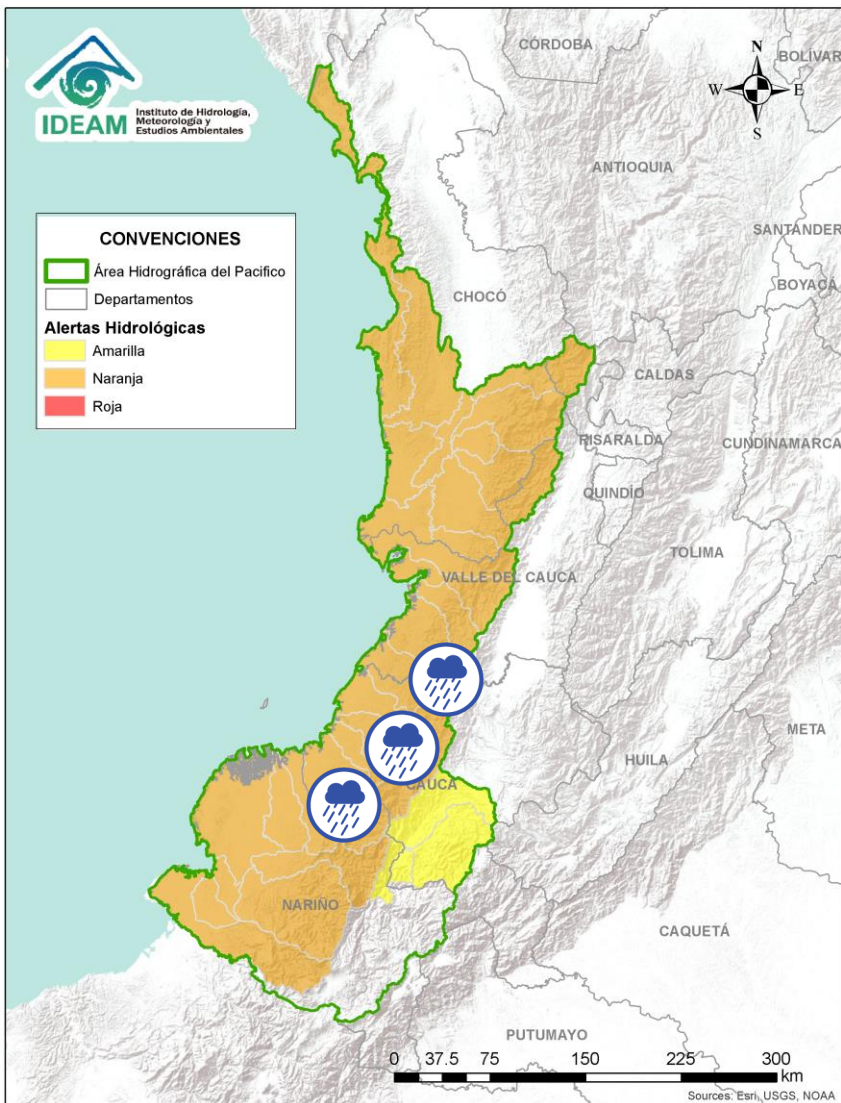 IDEAM
Instituto de Hidrología,
Meteorología y
Estudios Ambientales
CÓRDOBA
BOLÍVAR
N
W
E
S
ANTIOQUIA
SANTANDER
BOYACÁ
CONVENCIONES
Área Hidrográfica del Pacifico
Departamentos
Alertas Hidrológicas
Amarilla
Naranja
Roja
CHOCÓ
CALDAS
RISARALDA
CUNDINAMARCA
QUINDÍO
TOLIMA
VALLE DEL CAUCA
META
HUILA
CAUCA
NARIÑO
CAQUETÁ
PUTUMAYO
0 37.5 75 150 225 300
km
Sources: Esri, USGS, NOAA